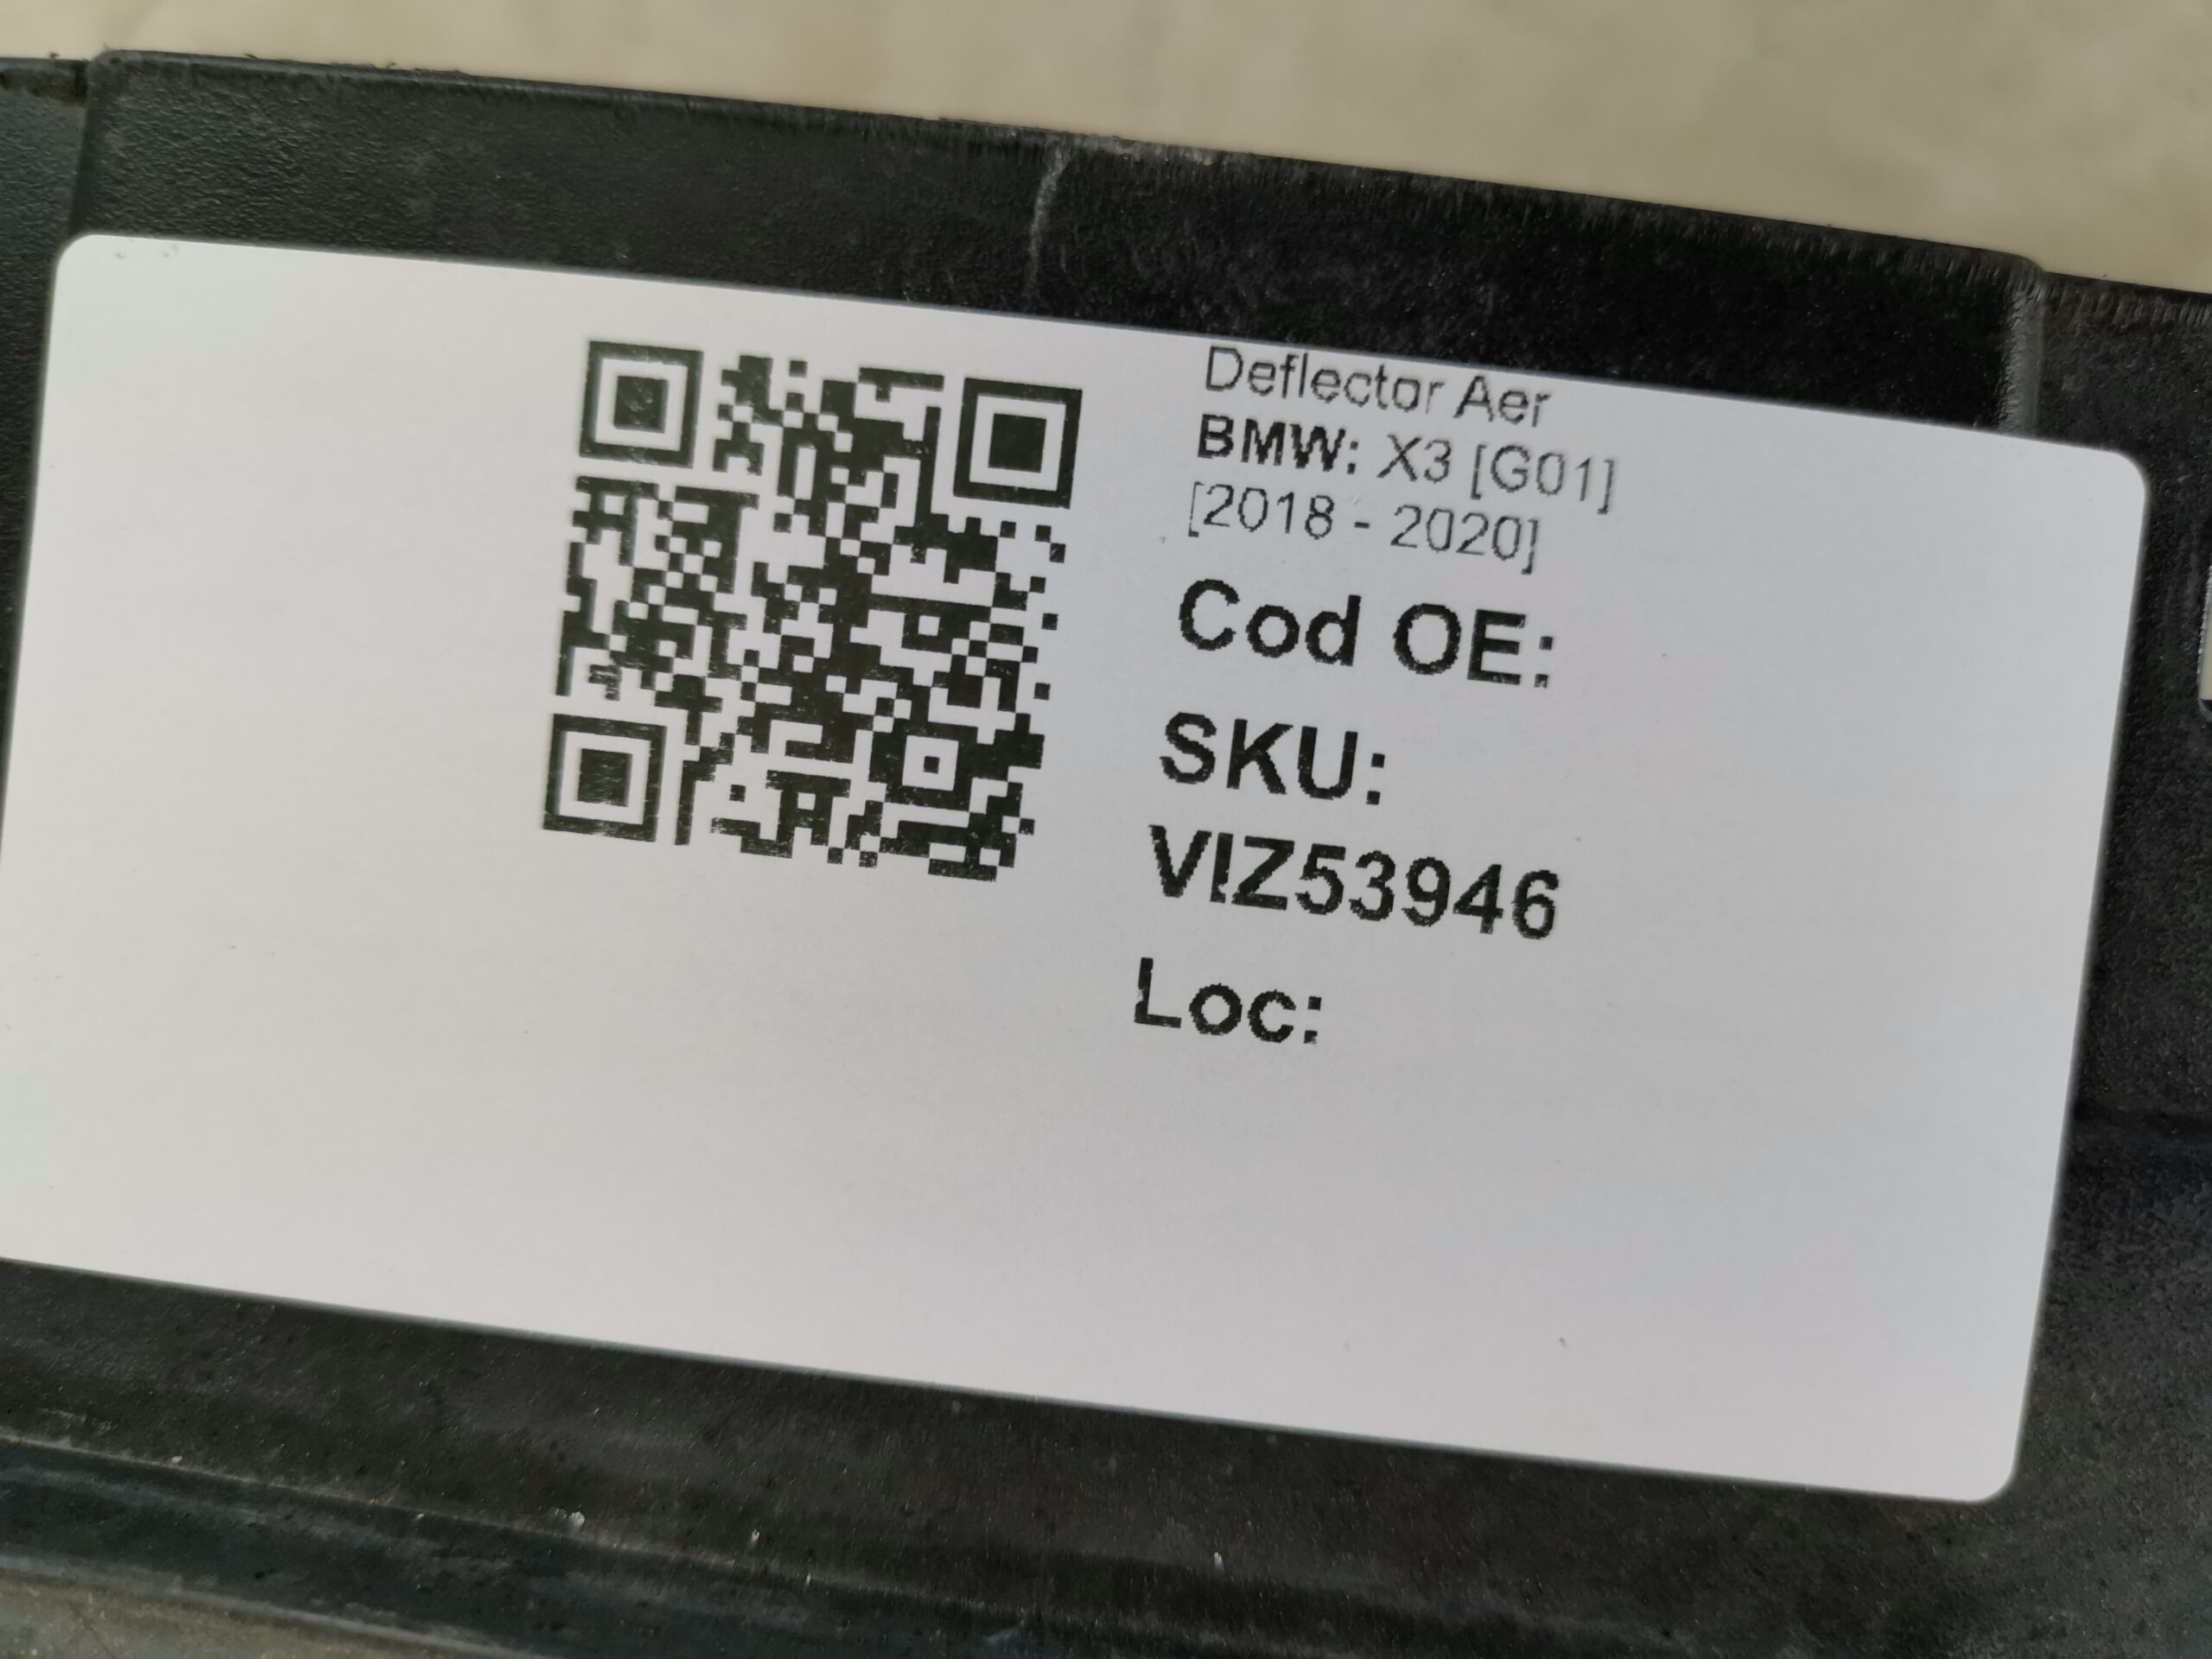 Deflector Aer
BMW: X3 [G01]
[2018 - 2020]
Cod OE:
SKU:
VIZ53946
Loc: